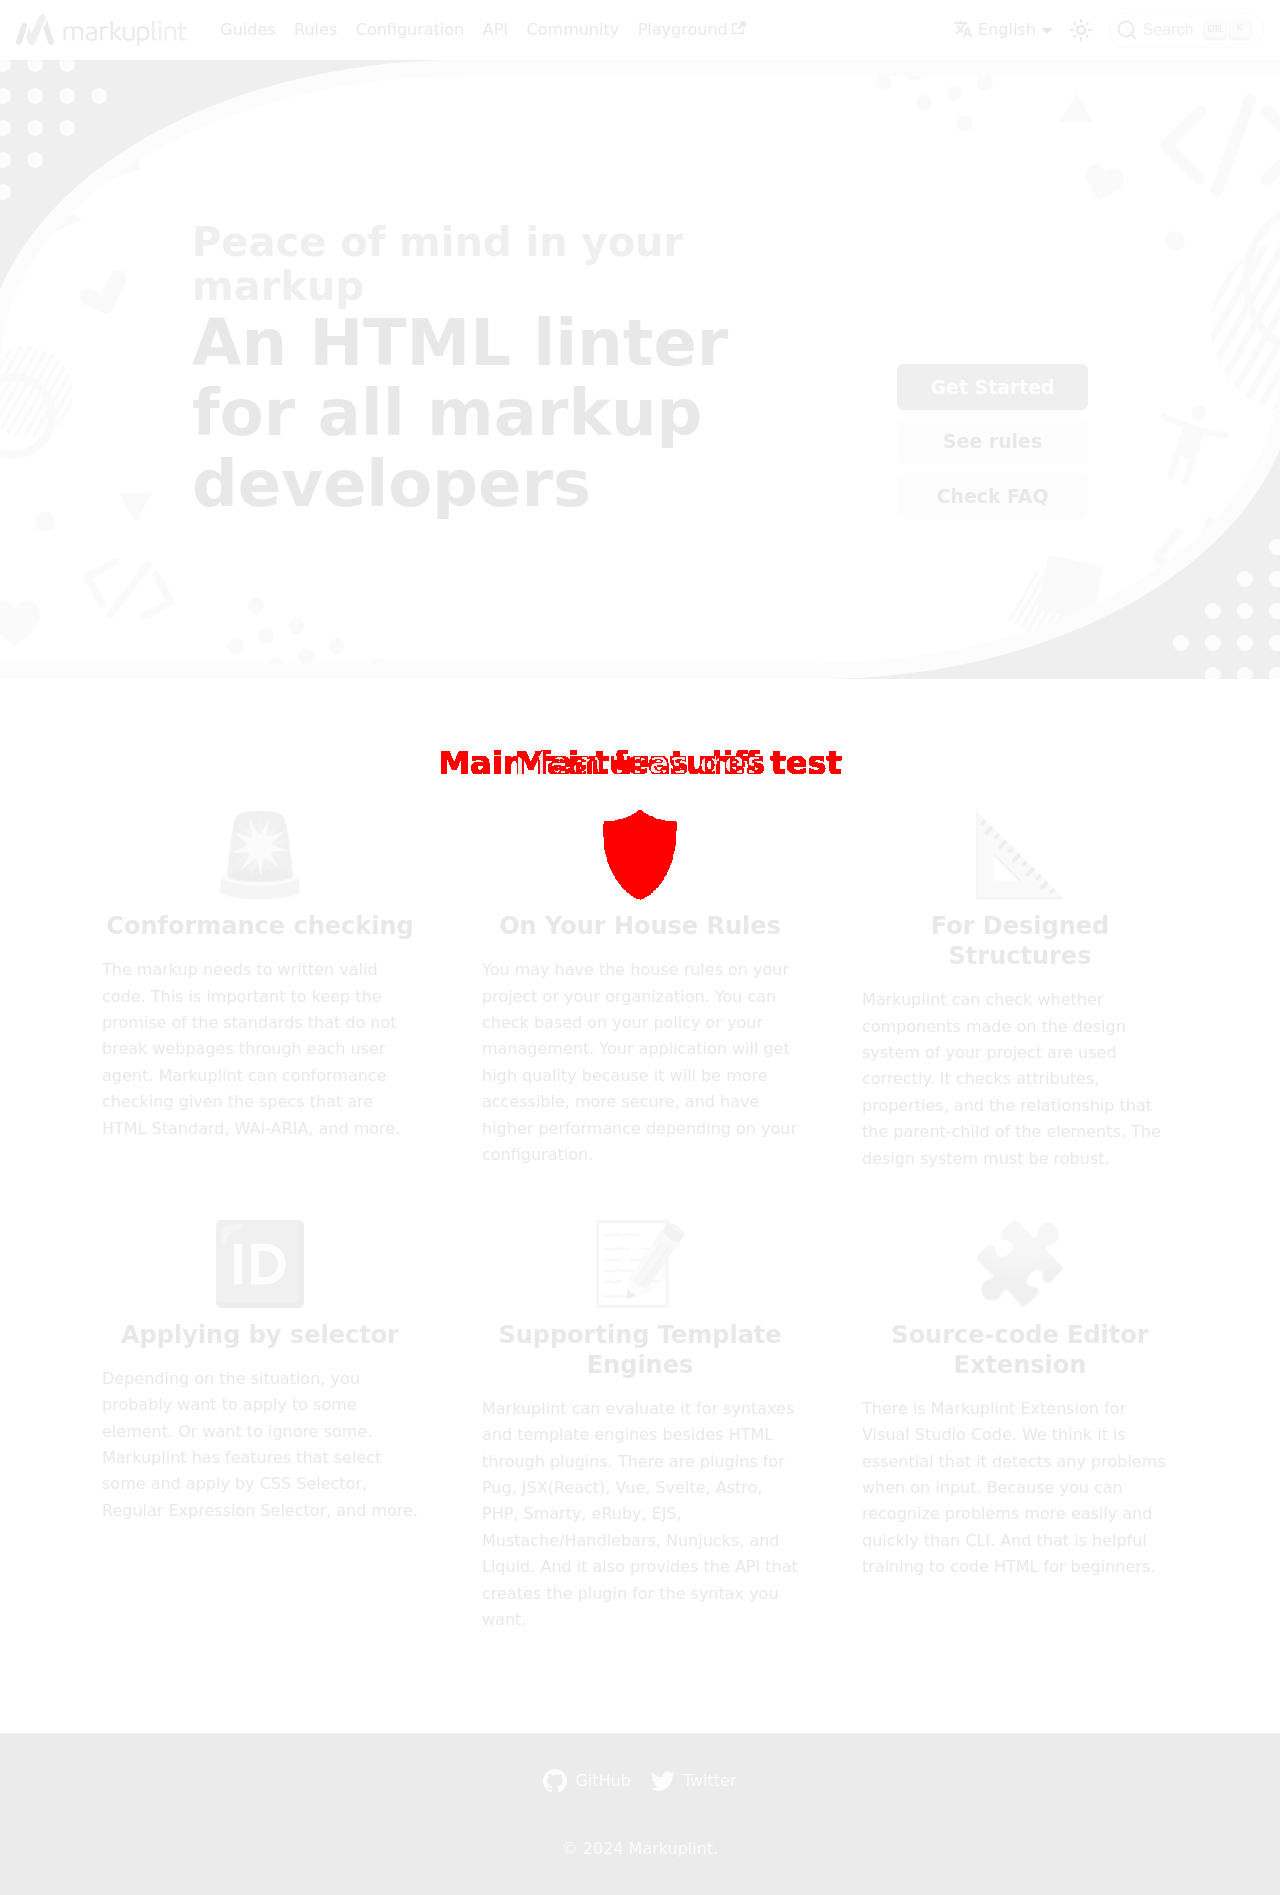 markuplint Guides Rules Configuration API Community Playground English Search CTRL K
Peace of mind in your
markup
An HTML linter
for all markup
developers
Get Started
See rules
Check FAQ
Main features
Conformance checking
The markup needs to written valid
code. This is important to keep the
promise of the standards that do not
break webpages through each user
agent. Markuplint can conformance
checking given the specs that are
HTML Standard, WAI-ARIA, and more.
On Your House Rules
You may have the house rules on your
project or your organization. You can
check based on your policy or your
management. Your application will get
high quality because it will be more
accessible, more secure, and have
higher performance depending on your
configuration.
For Designed
Structures
Markuplint can check whether
components made on the design
system of your project are used
correctly. It checks attributes,
properties, and the relationship that
the parent-child of the elements. The
design system must be robust.
ID
Applying by selector
Depending on the situation, you
probably want to apply to some
element. Or want to ignore some.
Markuplint has features that select
some and apply by CSS Selector,
Regular Expression Selector, and more.
Supporting Template
Engines
Markuplint can evaluate it for syntaxes
and template engines besides HTML
through plugins. There are plugins for
Pug, JSX(React), Vue, Svelte, Astro,
PHP, Smarty, eRuby, EJS,
Mustache/Handlebars, Nunjucks, and
Liquid. And it also provides the API that
creates the plugin for the syntax you
want.
Source-code Editor
Extension
There is Markuplint Extension for
Visual Studio Code. We think it is
essential that it detects any problems
when on input. Because you can
recognize problems more easily and
quickly than CLI. And that is helpful
training to code HTML for beginners.
GitHub Twitter
© 2024 Markuplint.